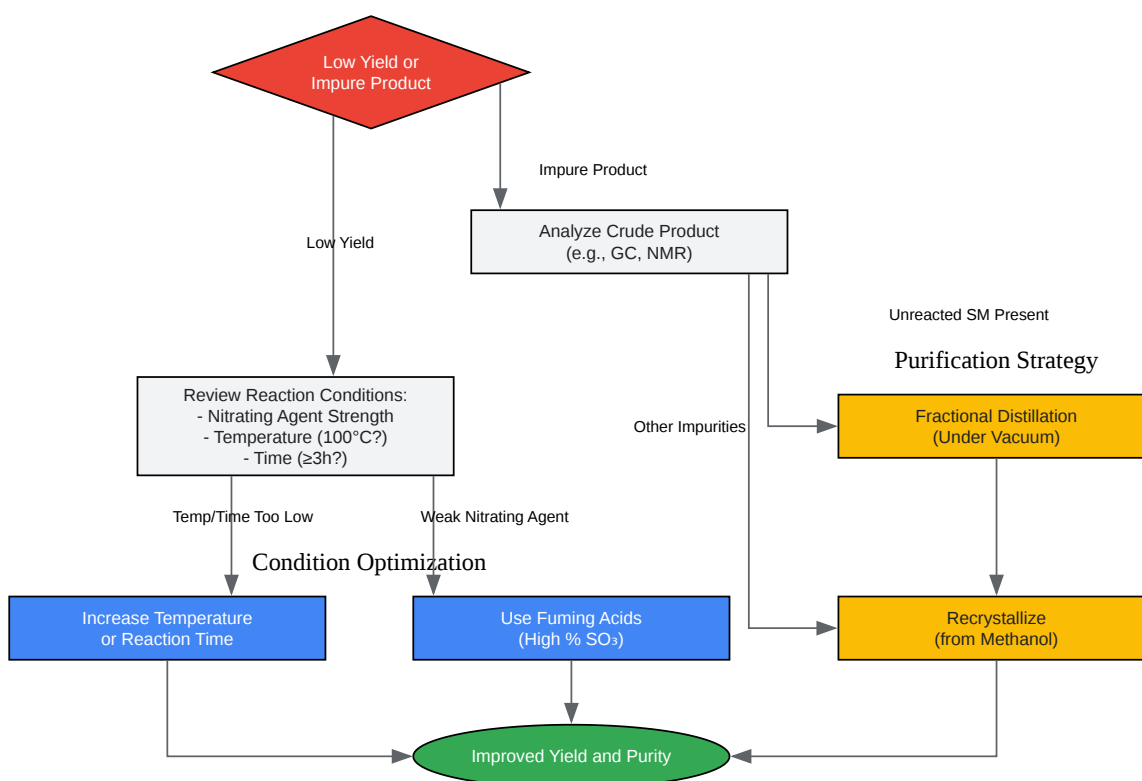 Low Yield or
Impure Product
Impure Product
Analyze Crude Product
(e.g., GC, NMR)
Low Yield
Unreacted SM Present
Purification Strategy
Review Reaction Conditions:
- Nitrating Agent Strength
- Temperature (100°C?)
- Time (≥3h?)
Other Impurities
Fractional Distillation
(Under Vacuum)
Temp/Time Too Low
Weak Nitrating Agent
Condition Optimization
Increase Temperature
or Reaction Time
Use Fuming Acids
(High % SO₃)
Recrystallize
(from Methanol)
Improved Yield and Purity